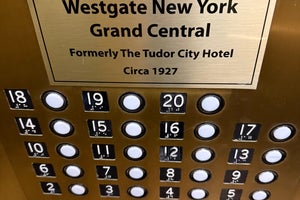 Westgate New York
Grand Central
Formerly The Tudor City Hotel
Circa 1927
18 19 20
14 15 16 17
10 11 12 13
6 7 8 9
2 3 4 5